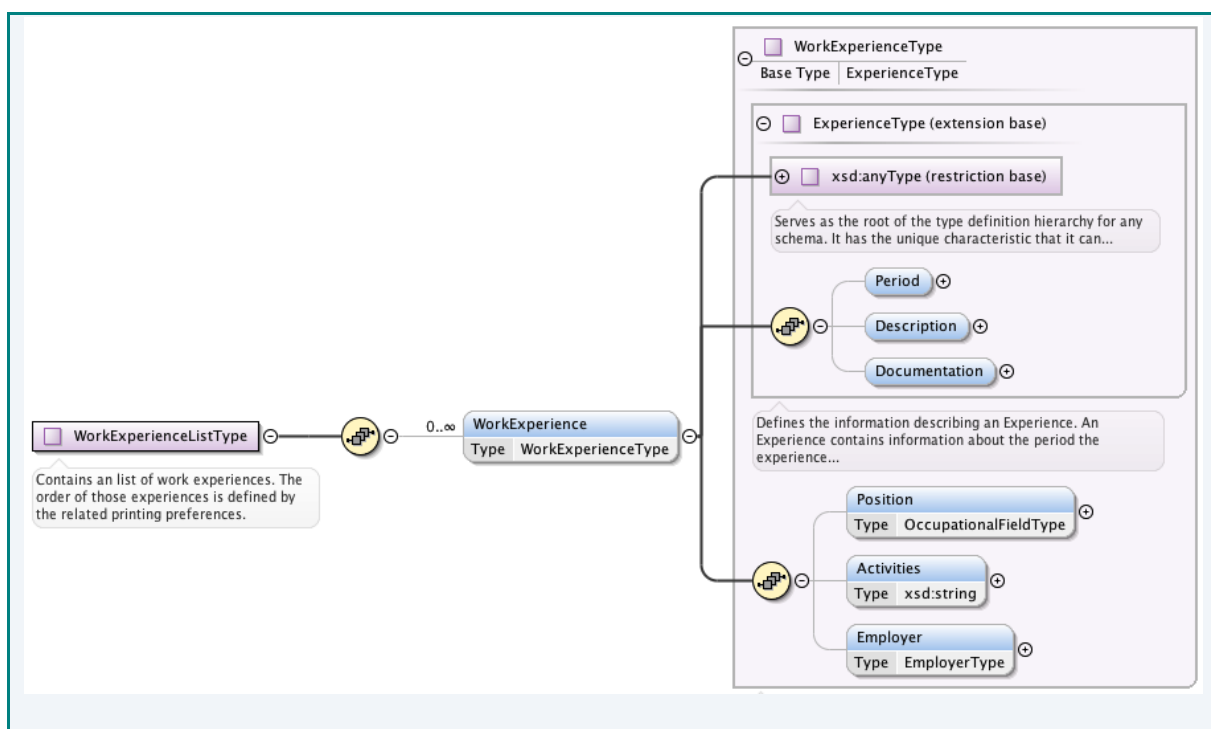 WorkExperienceType
Base Type ExperienceType
ExperienceType (extension base)
xsd:anyType (restriction base)
Serves as the root of the type definition hierarchy for any
schema. It has the unique characteristic that it can...
Period
Description
Documentation
Defines the information describing an Experience. An
Experience contains information about the period the
experience...
WorkExperienceListType
Contains an list of work experiences. The
order of those experiences is defined by
the related printing preferences.
0..∞
WorkExperience
Type WorkExperienceType
Position
Type OccupationalFieldType
Activities
Type xsd:string
Employer
Type EmployerType